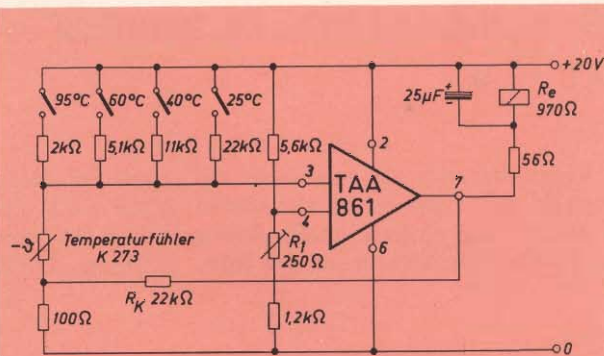 +20V
95°C
60°C
40°C
25°C
25µF
+
Re
970Ω
2kΩ
5,1kΩ
11kΩ
22kΩ
5,6kΩ
2
56Ω
3
TAA
861
7
4
6
-ϑ
Temperaturfühler
K 273
R1
250Ω
RK 22kΩ
100Ω
1,2kΩ
0